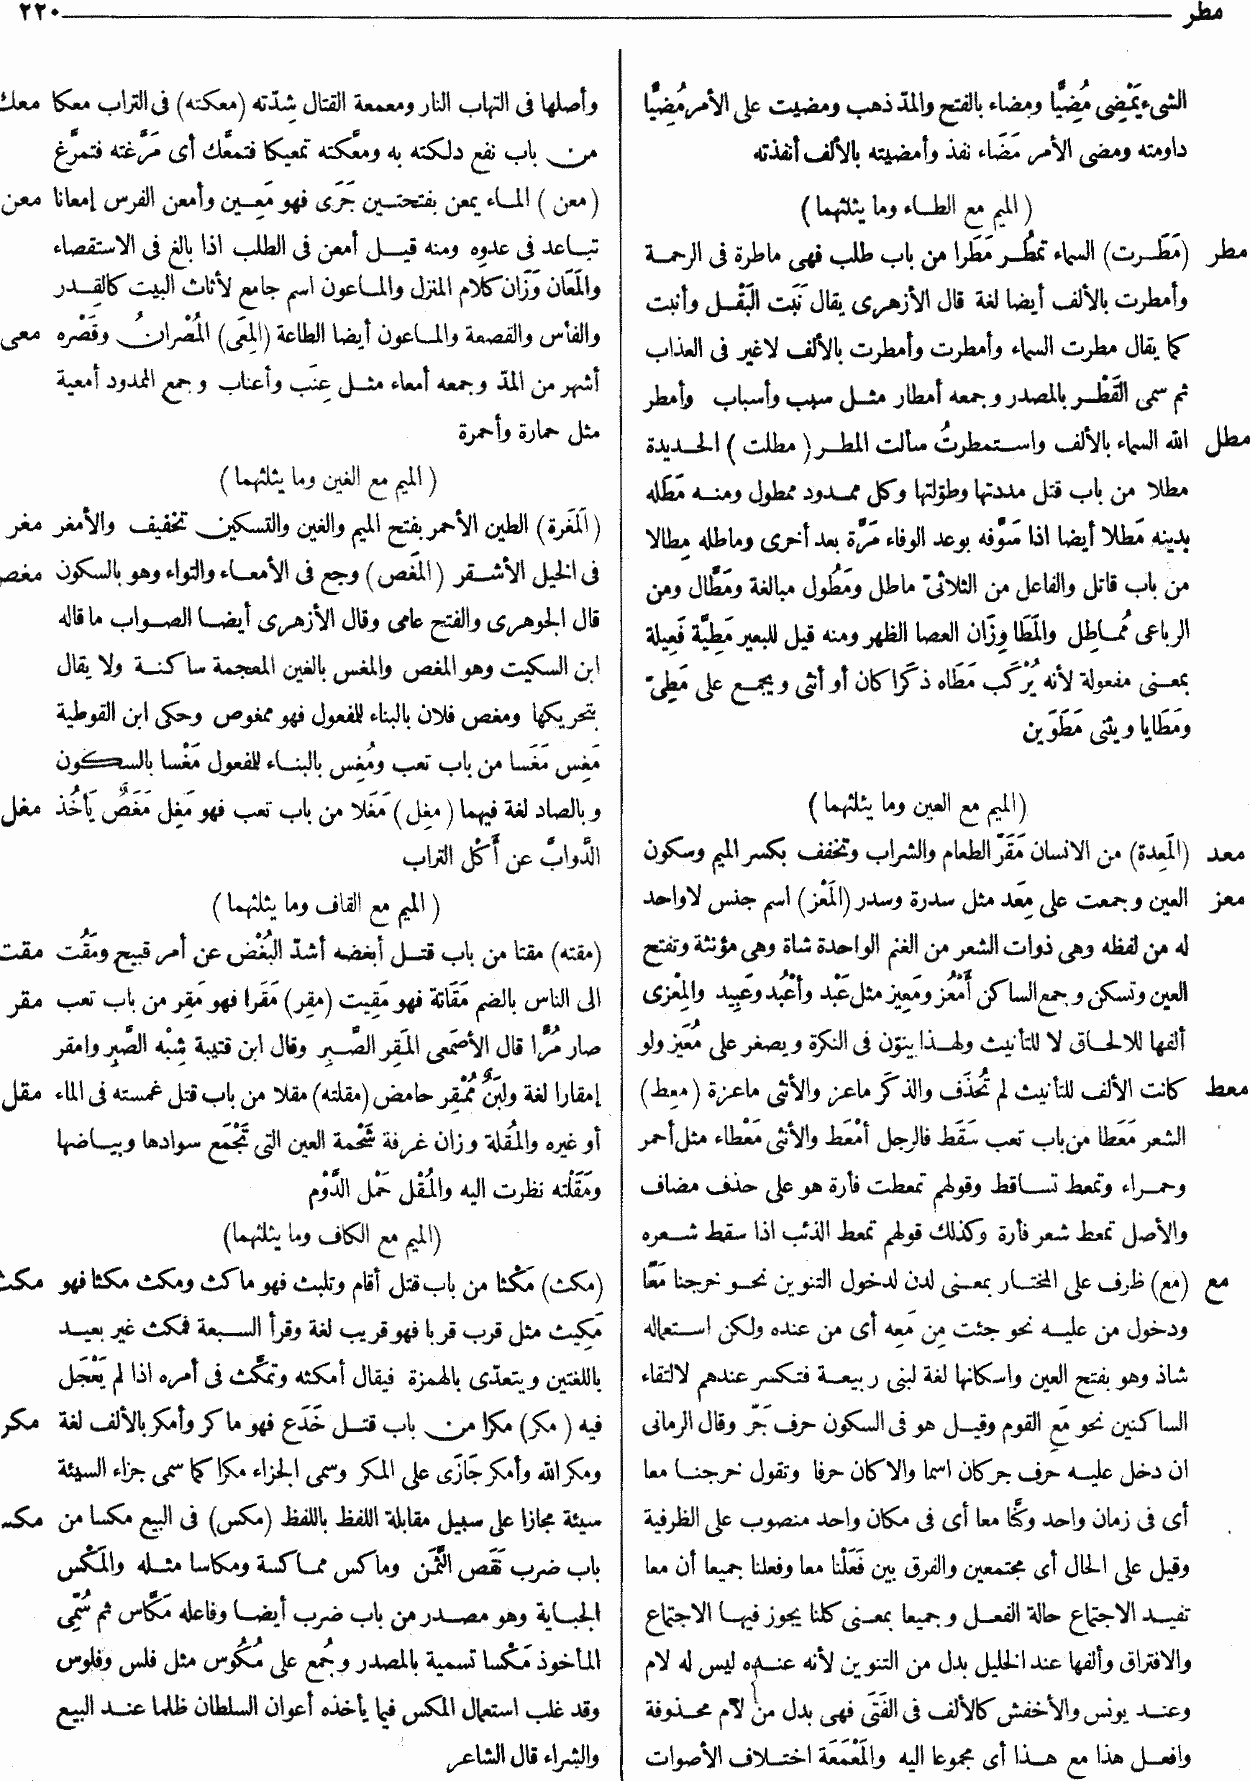 مطر ٢٢٠
الشىء يَمْضِى مُضِيًّا ومضاء بالفتح والمدّ ذهب ومضيت على الأمر مُضِيًّا
داومته ومضى الأمر مَضَاء نفذ وأمضيته بالألف أنفذته
( الميم مع الطاء وما يثلثهما )
مطر (مَطَرت) السماء تمطُر مَطَرا من باب طلب فهى ماطرة فى الرحمة
وأمطرت بالألف أيضا لغة قال الأزهرى يقال نَبَت البَقْل وأنبت
كما يقال مطرت السماء وأمطرت وأمطرت بالألف لا غير فى العذاب
ثم سمى القَطْر بالمصدر وجمعه أمطار مثل سبب وأسباب وأمطر
مطل الله السماء بالألف واستمطرتُ سألت المطر ( مطلت ) الحديدة
مطلا من باب قتل مددتها وطوّلتها وكل ممدود ممطول ومنه مَطَله
بدينه مَطلا أيضا اذا سَوَّفه بوعد الوفاء مَرَّة بعد أخرى وماطله مِطالا
من باب قاتل والفاعل من الثلاثىّ ماطل ومَطُول مبالغة ومَطَّال ومن
الرباعى مُماطِل والمَطَا وِزَان العصا الظهر ومنه قيل للبعير مَطِيَّة فَعِيلة
بمعنى مفعولة لأنه يُرْكَب مَطَاه ذكرا كان أو أنثى ويجمع على مَطِىّ
ومَطَايا ويثنى مَطَوَين
(الميم مع العين وما يثلثهما )
معد (المَعِدة) من الانسان مَقَرّ الطعام والشراب وتخفف بكسر الميم وسكون
معز العين وجمعت على مِعَد مثل سدرة وسدر (المَعْز) اسم جنس لا واحد
له من لفظه وهى ذوات الشعر من الغنم الواحدة شاة وهى مؤنثة وتفتح
العين وتسكن وجمع الساكن أَمْعُز ومَعِيز مثل عَبْد وأعْبُد وعَبِيد والمِعْزى
ألفها للالحاق لا للتأنيث ولهذا ينوّن فى النكرة ويصغر على مُعَيز ولو
معط كانت الألف للتأنيث لم تُحذَف والذكَر ماعز والأنثى ماعزة (معِط)
الشعر مَعَطا من باب تعب سَقَط فالرجل أمْعَط والأنثى مَعْطاء مثل أحمر
وحمراء وتمعط تساقط وقولهم تمعطت فأرة هو على حذف مضاف
والأصل تمعط شعر فأرة وكذلك قولهم تمعط الذئب اذا سقط شعره
مع (مع) ظرف على المختار بمعنى لدن لدخول التنوين نحو خرجنا مَعًا
ودخول من عليه نحو جئت مِن مَعِه أى من عنده ولكن استعماله
شاذ وهو بفتح العين واسكانها لغة لبنى ربيعة فتكسر عندهم لالتقاء
الساكنين نحو مَعِ القوم وقيل هو فى السكون حرف جَرّ وقال الرمانى
ان دخل عليه حرف جر كان اسما والا كان حرفا وتقول خرجنا معا
أى فى زمان واحد وكنَّا معا أى فى مكان واحد منصوب على الظرفية
وقيل على الحال أى مجتمعين والفرق بين فَعَلْنا معا وفعلنا جميعا أن معا
تفيد الاجتماع حالة الفعل وجميعا بمعنى كلنا يجوز فيها الاجتماع
والافتراق وألفها عند الخليل بدل من التنوين لأنه عنده ليس له لام
وعند يونس والأخفش كالألف فى الفَتَى فهى بدل من لام محذوفة
وافعل هذا مع هذا أى مجموعا اليه والمَعْمَعَة اختلاف الأصوات
وأصلها فى التهاب النار ومعمعة القتال شِدّته (معكته) فى التراب معكا معك
من باب نفع دلكته به ومعَّكته تمعيكا فتمعَّك أى مَرَّغته فتمرَّغ
( معن ) الماء يمعن بفتحتين جَرَى فهو مَعِين وأمعن الفرس إمعانا معن
تباعد فى عدوه ومنه قيل أمعن فى الطلب اذا بالغ فى الاستقصاء
والمَعَان وَزَان كلام المنزل والماعون اسم جامع لأثاث البيت كالقِدر
والفأس والقصعة والماعون أيضا الطاعة (المِعَى) المُصْرانُ وقَصْره معى
أشهر من المدّ وجمعه أمعاء مثل عِنَب وأعناب وجمع الممدود أمعية
مثل حمارة وأحمرة
( الميم مع الغين وما يثلثهما )
( المَغَرة) الطين الأحمر بفتح الميم والغين والتسكين تخفيف والأمغر مغر
فى الخيل الأشقر (المَغَص) وجع فى الأمعاء والتواء وهو بالسكون مغص
قال الجوهرى والفتح عامى وقال الأزهرى أيضا الصواب ما قاله
ابن السكيت وهو المغص والمغس بالغين المعجمة ساكنة ولا يقال
بتحريكها ومغص فلان بالبناء للمفعول فهو ممغوص وحكى ابن القوطية
مَغِس مَغَسا من باب تعب ومُغِس بالبناء للمفعول مَغْسا بالسكون
وبالصاد لغة فيهما (مغِل) مَغَلا من باب تعب فهو مَغِل مَغَصٌ يَأخُذ مغل
الدَّوابَّ عن أَكْل التراب
( الميم مع القاف وما يثلثهما )
(مقته) مقتا من باب قتل أبغضه أشدّ البُغْض عن أمر قبيح ومَقُت مقت
الى الناس بالضم مَقَاتة فهو مَقِيت (مقِر) مَقَرا فهو مَقِر من باب تعب مقر
صار مُرًّا قال الأصمَعى المَقِر الصَّبِر وقال ابن قتيبة شِبْه الصَّبِر وامقر
إمقارا لغة ولبَنٌ مُمْقِر حامض (مقلته) مقلا من باب قتل غمسته فى الماء مقل
أو غيره والمُقلة وزان غرفة شَحْمة العين التى تَجْمَع سوادها وبياضها
ومَقَلْته نظرت اليه والمُقْل حَمْل الدَّوْم
(الميم مع الكاف وما يثلثهما)
(مكث) مَكْثا من باب قتل أقام وتلبث فهو ماكث ومكث مكثا فهو مكث
مَكِيث مثل قرب قربا فهو قريب لغة وقرأ السبعة فمكث غير بعيد
باللغتين ويتعدّى بالهمزة فيقال أمكثه وتمكَّث فى أمره اذا لم يَعْجَل
فيه ( مكر) مكرا من باب قتل خَدَع فهو ماكر وأمكر بالألف لغة مكر
ومكر الله وأمكر جَازَى على المكر وسمى الجزاء مكرا كما سمى جزاء السيئة
سيئة مجازا على سبيل مقابلة اللفظ باللفظ (مكس) فى البيع مكسا من مكس
باب ضرب نَقَص الثَّمَن وماكس مماكسة ومكاسا مثله والمَكْس
الجباية وهو مصدر من باب ضرب أيضا وفاعله مَكَّاس ثم سُمِّى
المأخوذ مَكْسا تسمية بالمصدر وجُمع على مُكُوس مثل فلس وفلوس
وقد غلب استعمال المكس فيما يأخذه أعوان السلطان ظلما عند البيع
والشراء قال الشاعر